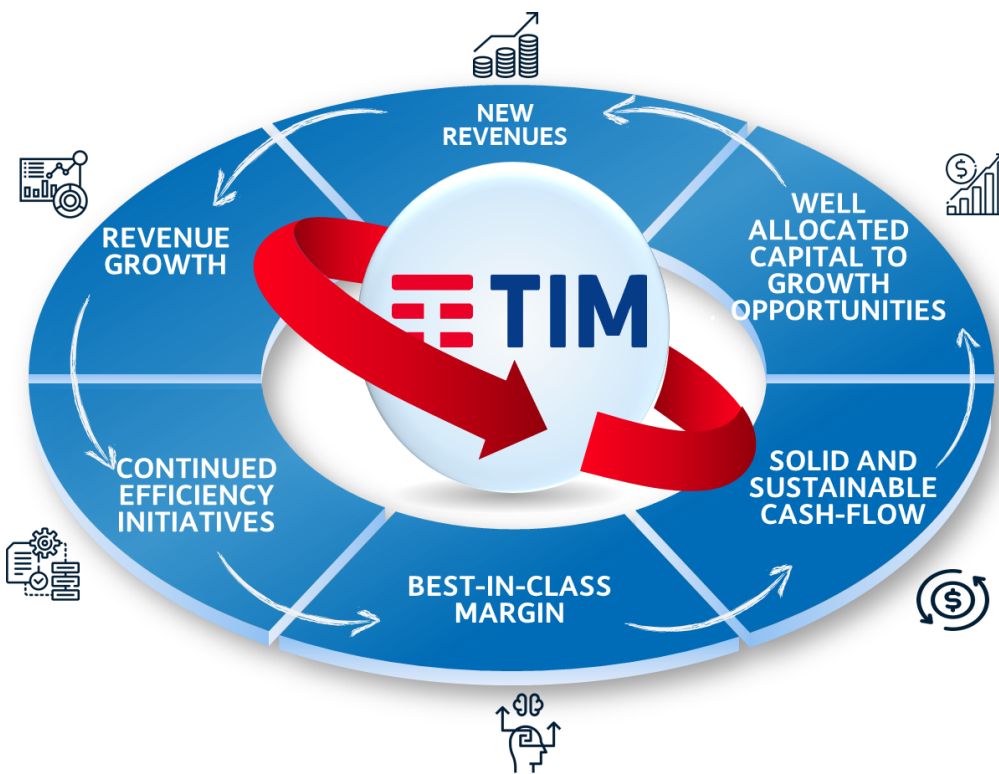 NEW
REVENUES
REVENUE
GROWTH
WELL
ALLOCATED
CAPITAL TO
GROWTH
OPPORTUNITIES
TIM
CONTINUED
EFFICIENCY
INITIATIVES
SOLID AND
SUSTAINABLE
CASH-FLOW
BEST-IN-CLASS
MARGIN
$
$